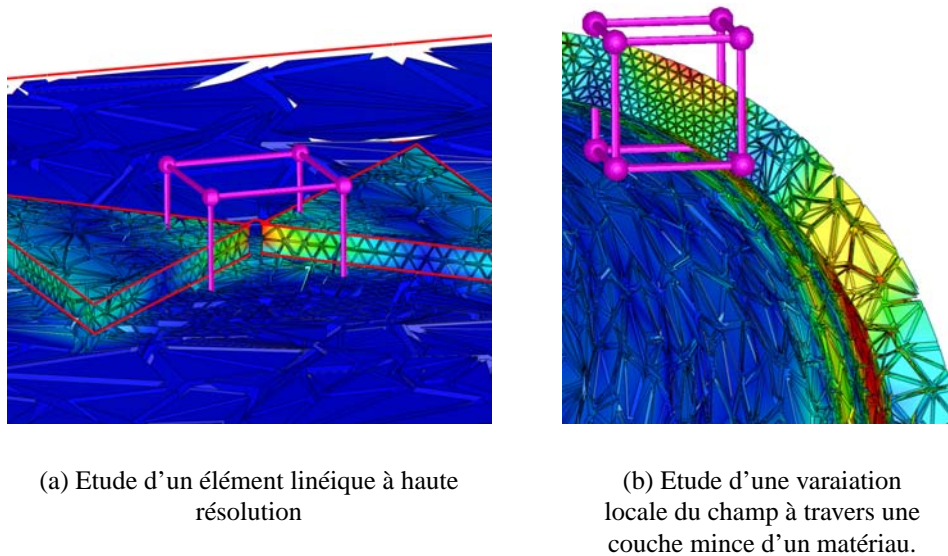 (a) Etude d'un élément linéique à haute
résolution
(b) Etude d'une varaiation
locale du champ à travers une
couche mince d'un matériau.